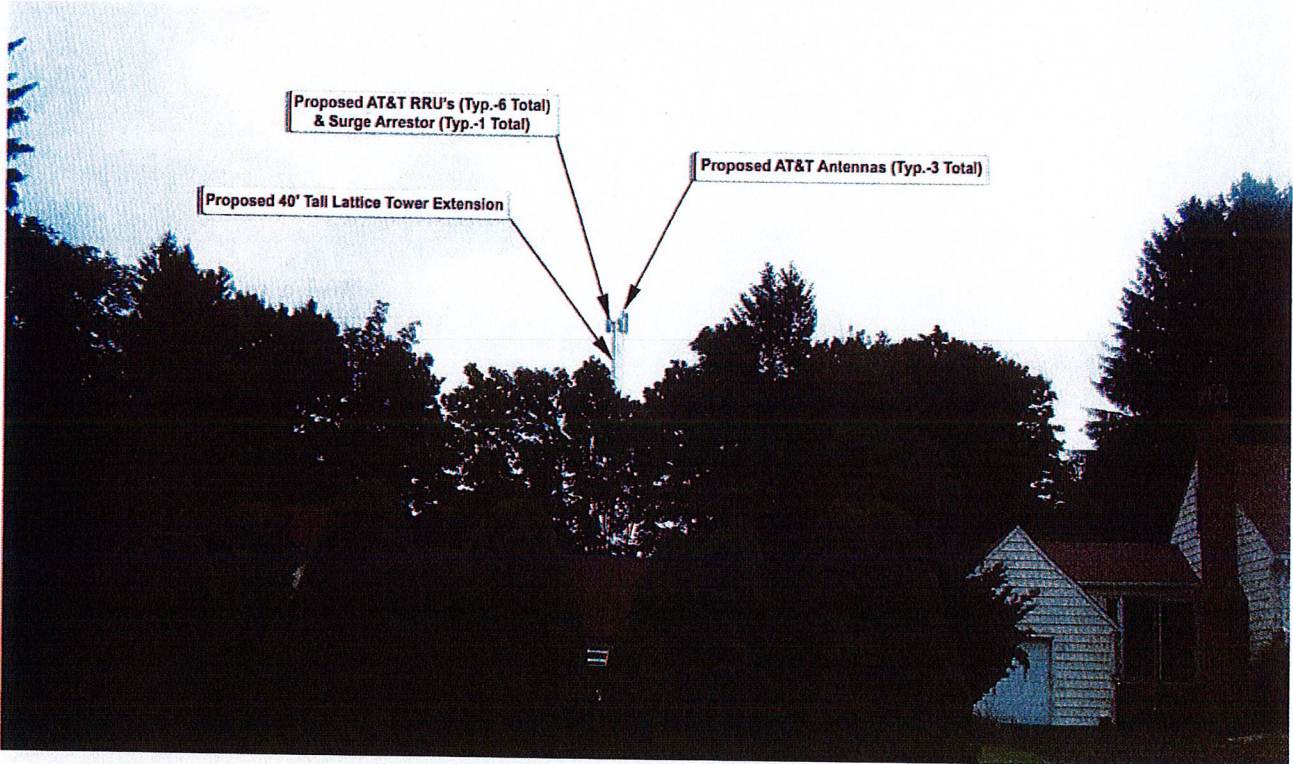 Proposed AT&T RRU's (Typ.-6 Total)
& Surge Arrestor (Typ.-1 Total)
Proposed AT&T Antennas (Typ.-3 Total)
Proposed 40' Tall Lattice Tower Extension